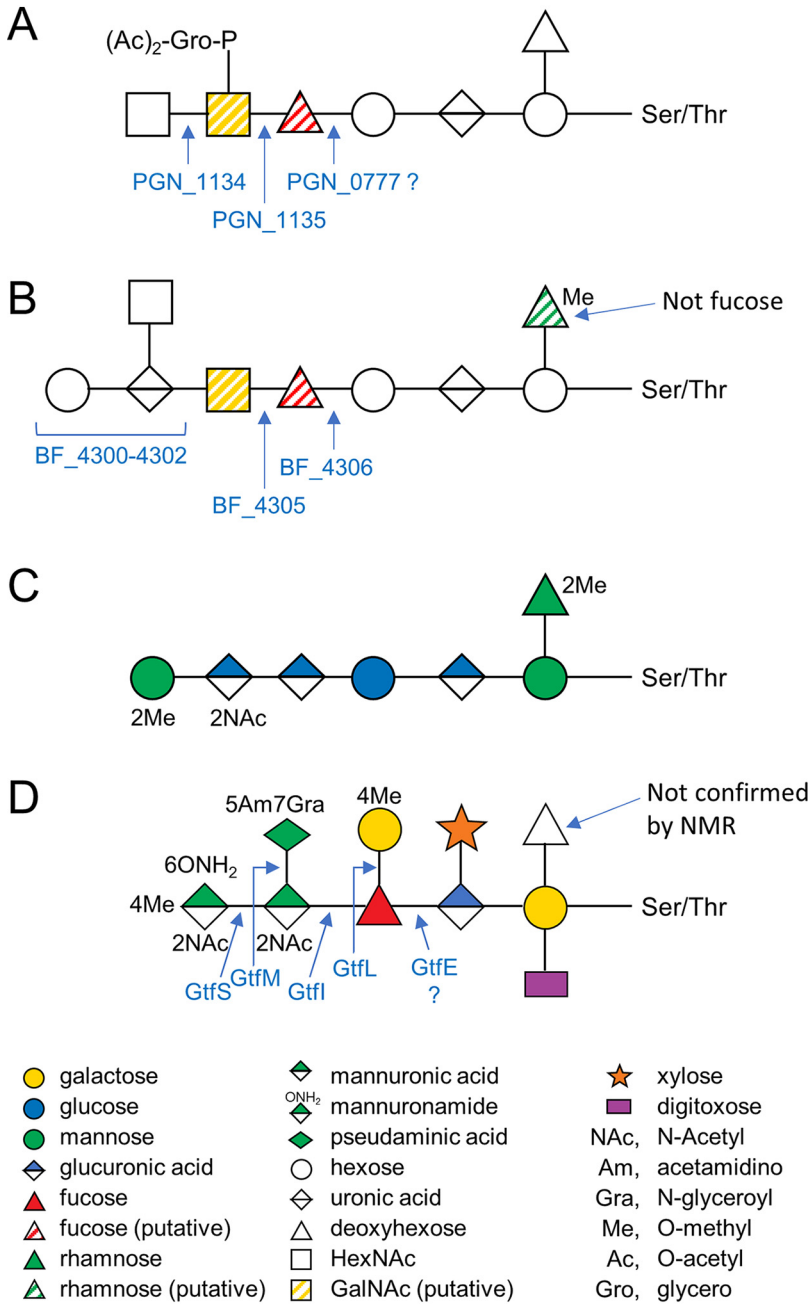 A
(Ac)2-Gro-P
Ser/Thr
PGN_1134
PGN_0777 ?
PGN_1135
B
Me
Not fucose
Ser/Thr
BF_4300-4302
BF_4306
BF_4305
C
2Me
Ser/Thr
2Me
2NAc
D
Not confirmed
by NMR
5Am7Gra
4Me
6ONH2
4Me
Ser/Thr
2NAc
2NAc
GtfS
GtfM
GtfI
GtfL
GtfE
?
galactose
glucose
mannose
glucuronic acid
fucose
fucose (putative)
rhamnose
rhamnose (putative)
mannuronic acid
ONH2 mannuronamide
pseudaminic acid
hexose
uronic acid
deoxyhexose
HexNAc
GalNAc (putative)
xylose
digitoxose
NAc, N-Acetyl
Am, acetamidino
Gra, N-glyceroyl
Me, O-methyl
Ac, O-acetyl
Gro, glycero